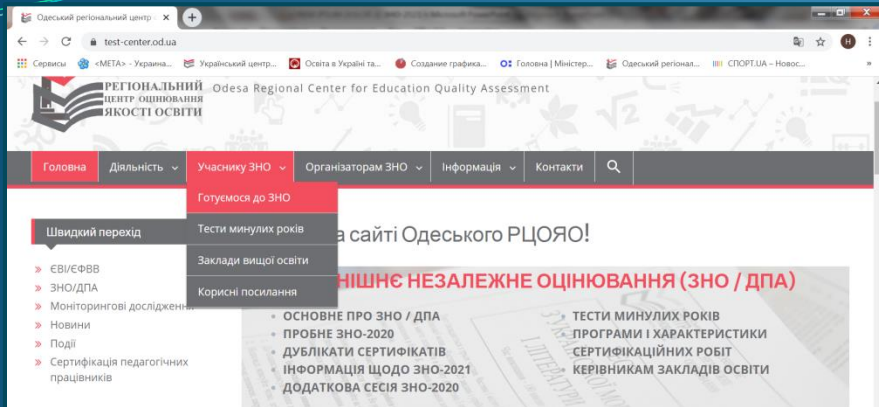 Одеський регіональний центр
test-center.od.ua
Н
Сервисы <META> - Украина... Український центр... Освіта в Україні та... Создание графика... Головна | Міністер... Одеський регіонал... СПОРТ.UA – Новос... »
РЕГІОНАЛЬНИЙ
ЦЕНТР ОЦІНЮВАННЯ
ЯКОСТІ ОСВІТИ
Odesa Regional Center for Education Quality Assessment
Головна Діяльність Учаснику ЗНО Організаторам ЗНО Інформація Контакти
Готуємося до ЗНО
Тести минулих років
Заклади вищої освіти
Корисні посилання
Швидкий перехід
» ЄВІ/ЄФВВ
» ЗНО/ДПА
» Моніторингові дослідження
» Новини
» Події
» Сертифікація педагогічних
працівників
а сайті Одеського РЦОЯО!
НІШНЄ НЕЗАЛЕЖНЕ ОЦІНЮВАННЯ (ЗНО / ДПА)
ОСНОВНЕ ПРО ЗНО / ДПА
ПРОБНЕ ЗНО-2020
ДУБЛІКАТИ СЕРТИФІКАТІВ
ІНФОРМАЦІЯ ЩОДО ЗНО-2021
ДОДАТКОВА СЕСІЯ ЗНО-2020
ТЕСТИ МИНУЛИХ РОКІВ
ПРОГРАМИ І ХАРАКТЕРИСТИКИ
СЕРТИФІКАЦІЙНИХ РОБІТ
КЕРІВНИКАМ ЗАКЛАДІВ ОСВІТИ